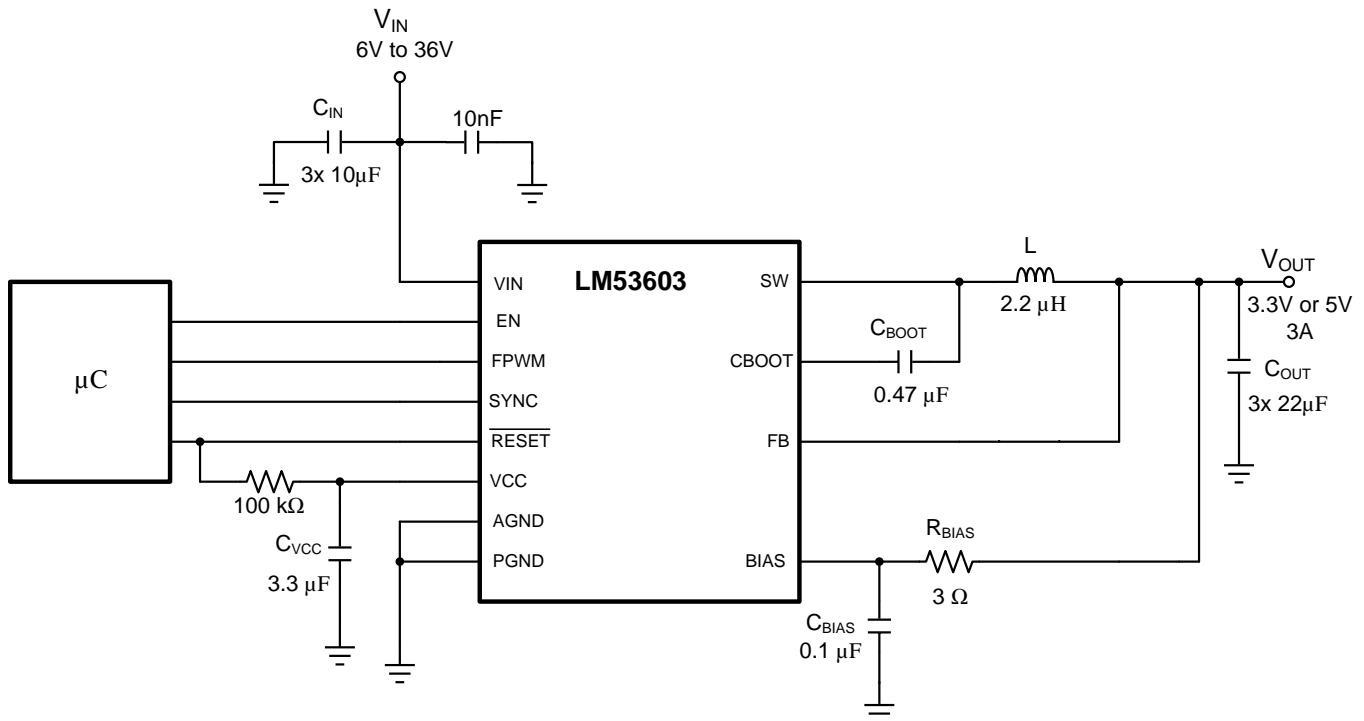 VIN
6V to 36V
CIN
10nF
3x 10µF
LM53603
VIN
EN
FPWM
SYNC
RESET
VCC
AGND
PGND
SW
CBOOT
FB
BIAS
µC
100 kΩ
CVCC
3.3 µF
L
2.2 µH
CBOOT
0.47 µF
VOUT
3.3V or 5V
3A
COUT
3x 22µF
RBIAS
3 Ω
CBIAS
0.1 µF